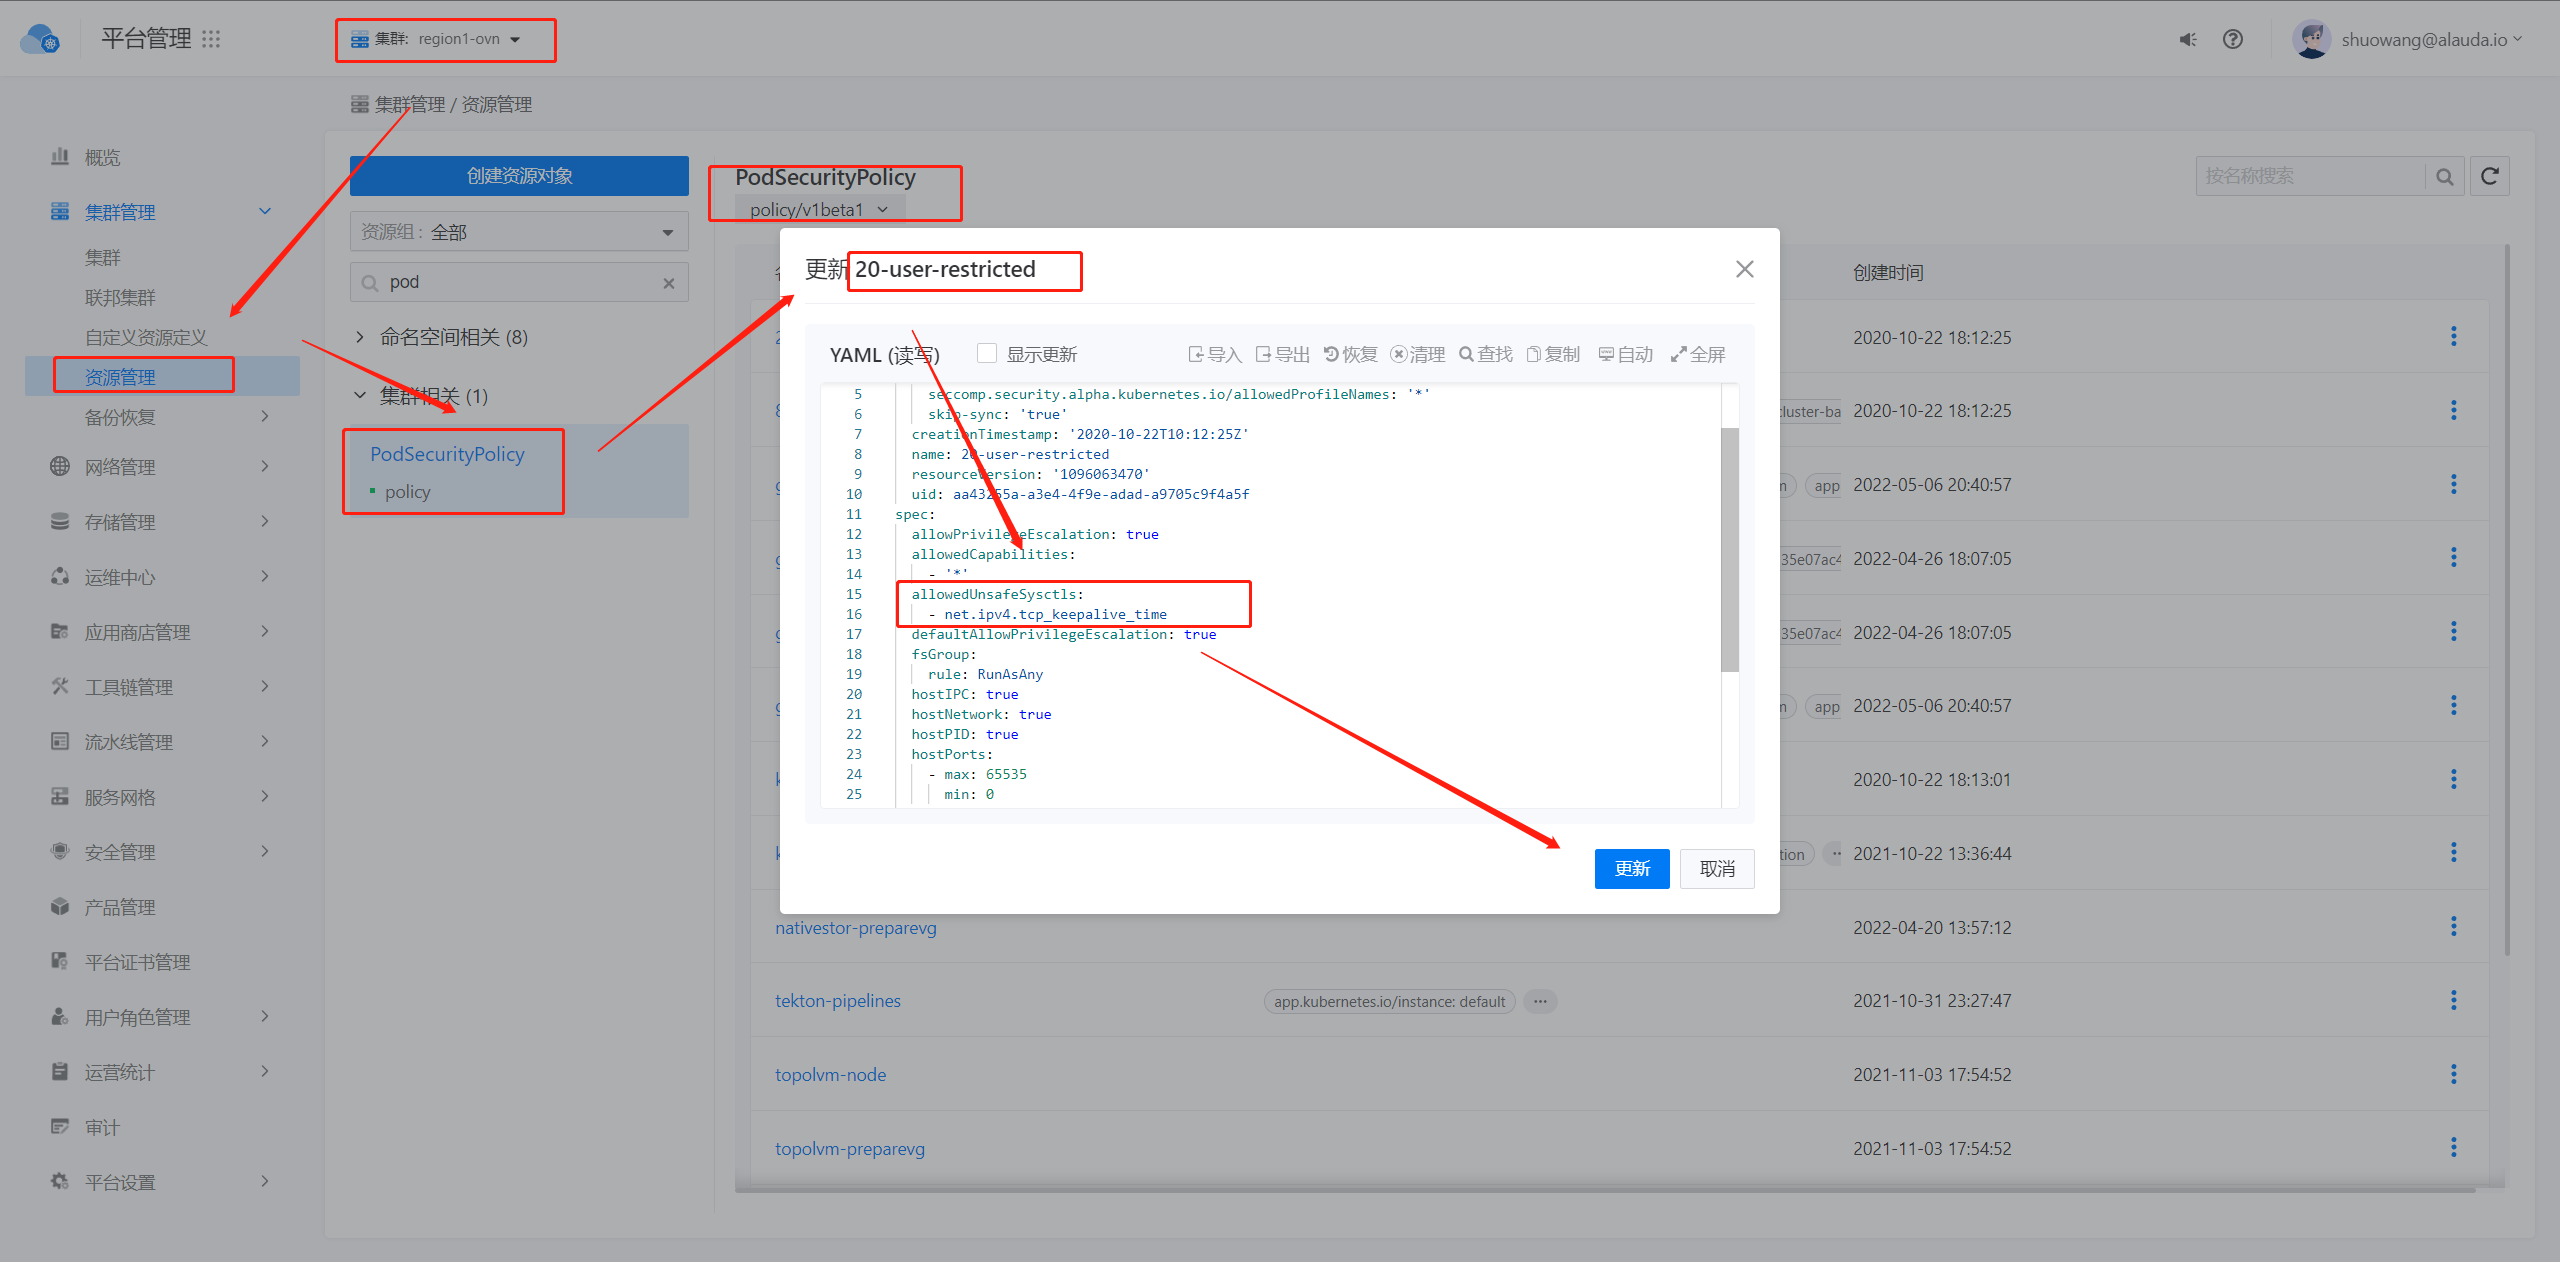 平台管理
集群: region1-ovn
shuowang@alauda.io
集群管理 / 资源管理
概览
集群管理
集群
联邦集群
自定义资源定义
资源管理
备份恢复
网络管理
存储管理
运维中心
应用商店管理
工具链管理
流水线管理
服务网格
安全管理
产品管理
平台证书管理
用户角色管理
运营统计
审计
平台设置
创建资源对象
资源组: 全部
pod
命名空间相关 (8)
集群相关 (1)
PodSecurityPolicy
policy
PodSecurityPolicy
policy/v1beta1
按名称搜索
更新 20-user-restricted
YAML (读写)
显示更新
导入 导出 恢复 清理 查找 复制 自动 全屏
5 seccomp.security.alpha.kubernetes.io/allowedProfileNames: '*'
6 skip-sync: 'true'
7 creationTimestamp: '2020-10-22T10:12:25Z'
8 name: 20-user-restricted
9 resourceVersion: '1096063470'
10 uid: aa43255a-a3e4-4f9e-adad-a9705c9f4a5f
11 spec:
12 allowPrivilegeEscalation: true
13 allowedCapabilities:
14 - '*'
15 allowedUnsafeSysctls:
16 - net.ipv4.tcp_keepalive_time
17 defaultAllowPrivilegeEscalation: true
18 fsGroup:
19 rule: RunAsAny
20 hostIPC: true
21 hostNetwork: true
22 hostPID: true
23 hostPorts:
24 - max: 65535
25 min: 0
更新 取消
创建时间
2020-10-22 18:12:25
cluster-ba 2020-10-22 18:12:25
app 2022-05-06 20:40:57
35e07ac4 2022-04-26 18:07:05
35e07ac4 2022-04-26 18:07:05
app 2022-05-06 20:40:57
2020-10-22 18:13:01
tion ··· 2021-10-22 13:36:44
nativestor-preparevg 2022-04-20 13:57:12
tekton-pipelines app.kubernetes.io/instance: default ··· 2021-10-31 23:27:47
topolvm-node 2021-11-03 17:54:52
topolvm-preparevg 2021-11-03 17:54:52